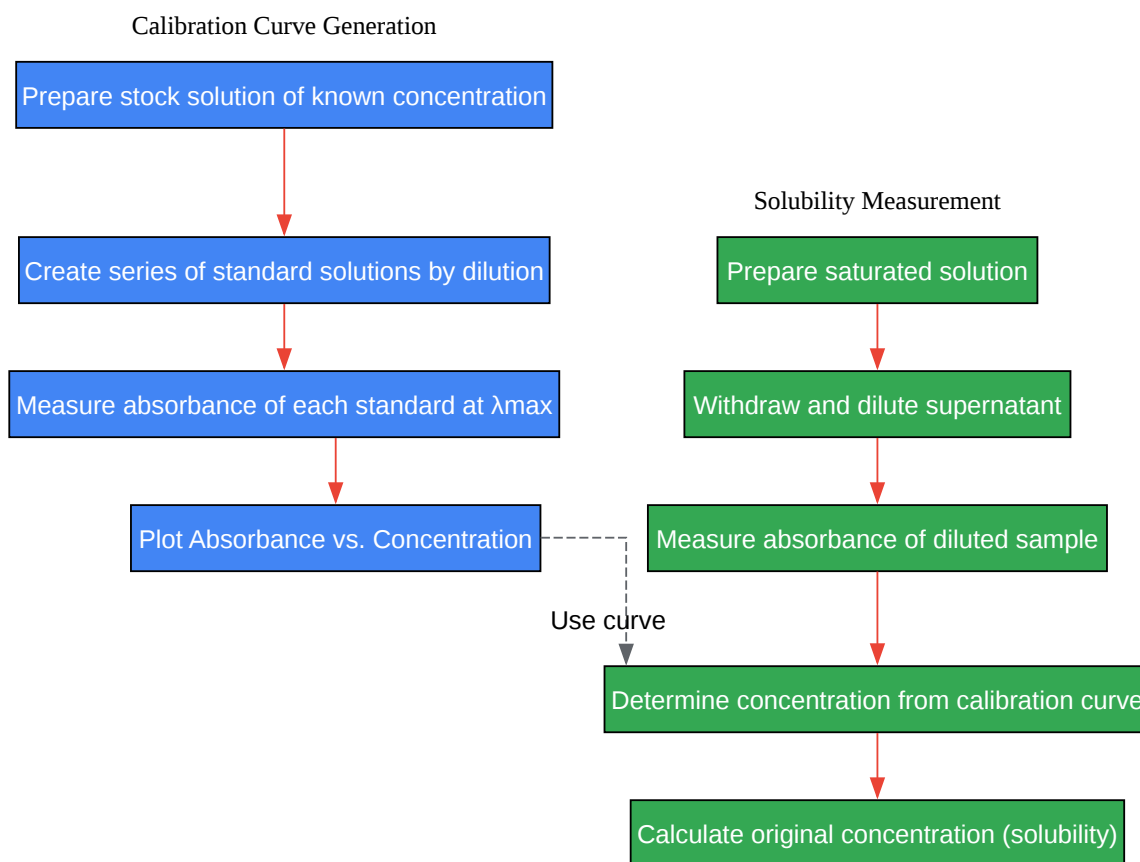 Calibration Curve Generation
Prepare stock solution of known concentration
Create series of standard solutions by dilution
Measure absorbance of each standard at λmax
Plot Absorbance vs. Concentration
Use curve
Solubility Measurement
Prepare saturated solution
Withdraw and dilute supernatant
Measure absorbance of diluted sample
Determine concentration from calibration curve
Calculate original concentration (solubility)